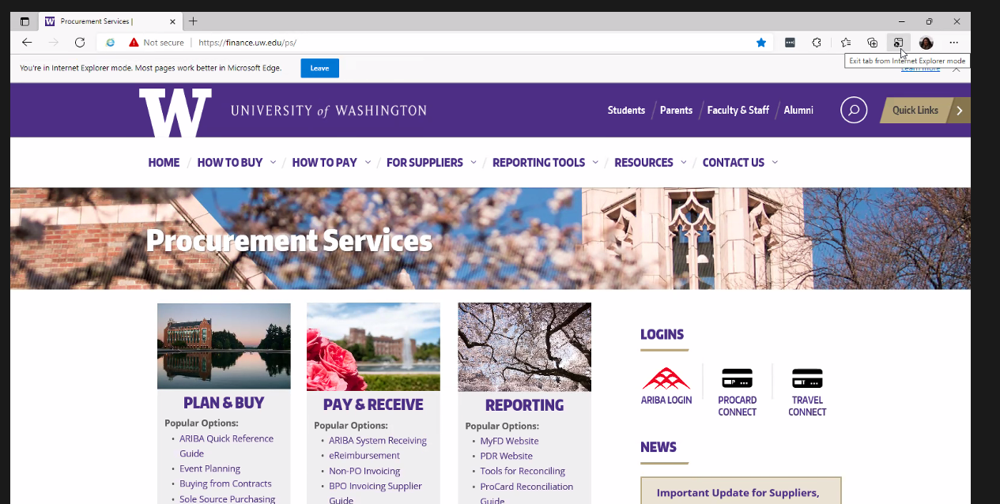 Procurement Services |
Not secure | https://finance.uw.edu/ps/
Exit tab from Internet Explorer mode
You're in Internet Explorer mode. Most pages work better in Microsoft Edge.
Leave
Learn more
W
UNIVERSITY of WASHINGTON
Students / Parents / Faculty & Staff / Alumni
Quick Links
HOME / HOW TO BUY / HOW TO PAY / FOR SUPPLIERS / REPORTING TOOLS / RESOURCES / CONTACT US
Procurement Services
PLAN & BUY
Popular Options:
• ARIBA Quick Reference
Guide
• Event Planning
• Buying from Contracts
• Sole Source Purchasing
PAY & RECEIVE
Popular Options:
• ARIBA System Receiving
• eReimbursement
• Non-PO Invoicing
• BPO Invoicing Supplier
Guide
REPORTING
Popular Options:
• MyFD Website
• PDR Website
• Tools for Reconciling
• ProCard Reconciliation
Guide
LOGINS
ARIBA LOGIN
P
PROCARD
CONNECT
T
TRAVEL
CONNECT
NEWS
Important Update for Suppliers,